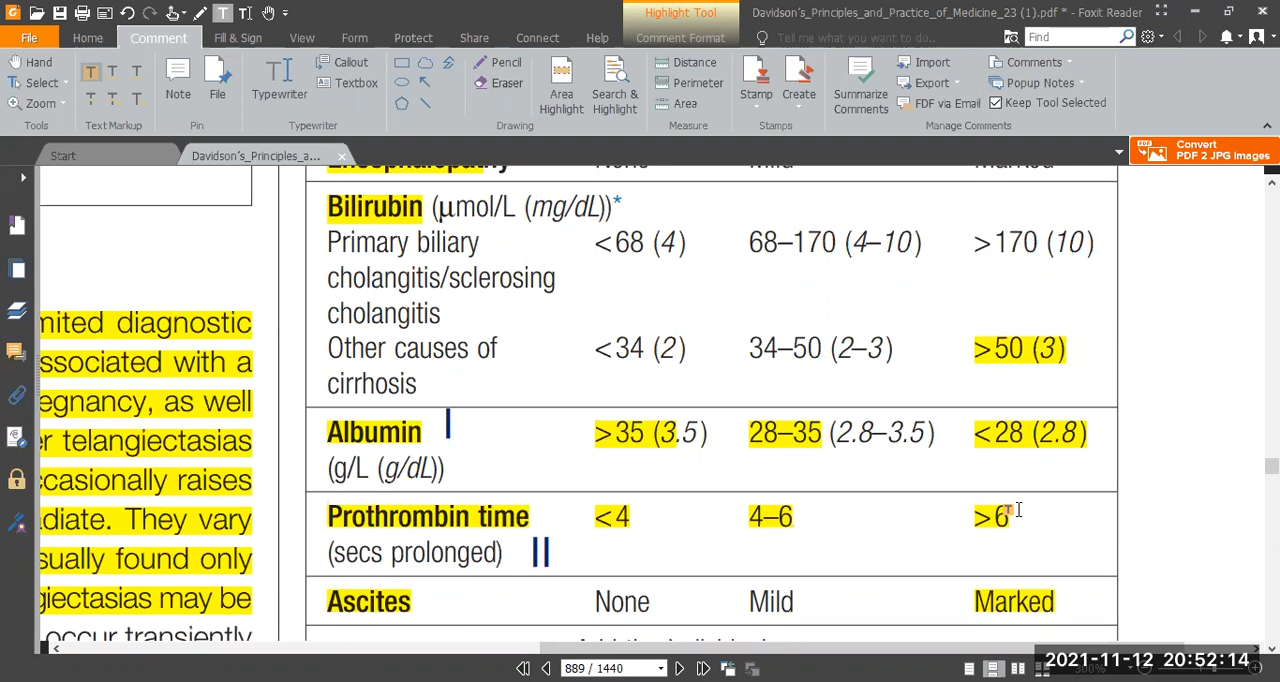 Highlight Tool
Davidson's_Principles_and_Practice_of_Medicine_23 (1).pdf * - Foxit Reader
File Home Comment Fill & Sign View Form Protect Share Connect Help Comment Format Tell me what you want to do.. Find
Hand
Select
Zoom
Tools
T T T
T T T
Text Markup
Note
File
Pin
Typewriter
Callout
Textbox
Typewriter
Pencil
Eraser
Drawing
Area
Highlight
Search &
Highlight
Distance
Perimeter
Area
Measure
Stamp
Create
Stamps
Summarize
Comments
Import
Export
FDF via Email
Comments
Popup Notes
Keep Tool Selected
Manage Comments
Start
Davidson's_Principles_a...
Convert
PDF 2 JPG Images
Encephalopathy None Mild Marked
Bilirubin (μmol/L (mg/dL))*
Primary biliary <68 (4) 68–170 (4–10) >170 (10)
cholangitis/sclerosing
cholangitis
Other causes of <34 (2) 34–50 (2–3) >50 (3)
cirrhosis
Albumin >35 (3.5) 28–35 (2.8–3.5) <28 (2.8)
(g/L (g/dL))
Prothrombin time <4 4–6 >6
(secs prolonged)
Ascites None Mild Marked
mited diagnostic
ssociated with a
egnancy, as well
er telangiectasias
ccasionally raises
diate. They vary
sually found only
giectasias may be
occur transiently
889 / 1440
2021-11-12 20:52:14